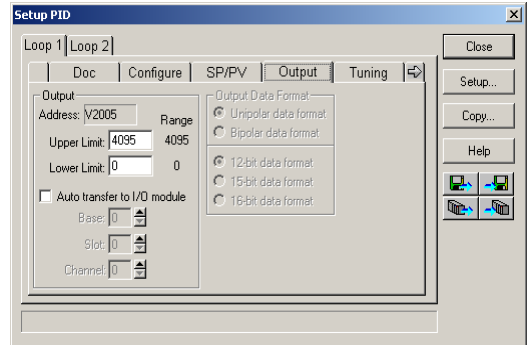 Setup PID
Loop 1 Loop 2
Doc Configure SP/PV Output Tuning
Output
Address: V2005 Range
Upper Limit: 4095 4095
Lower Limit: 0 0
Auto transfer to I/O module
Base: 0
Slot: 0
Channel: 0
Output Data Format
Unipolar data format
Bipolar data format
12-bit data format
15-bit data format
16-bit data format
Close
Setup...
Copy...
Help